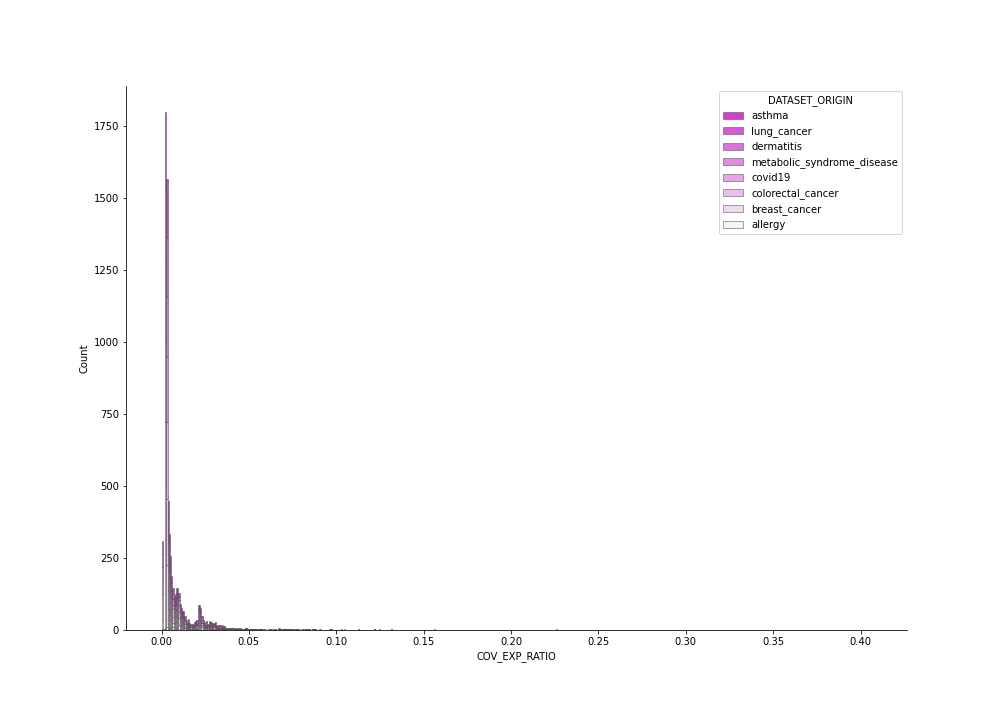 DATASET_ORIGIN
asthma
lung_cancer
dermatitis
metabolic_syndrome_disease
covid19
colorectal_cancer
breast_cancer
allergy
1750
1500
1250
1000
750
500
250
0
Count
0.00 0.05 0.10 0.15 0.20 0.25 0.30 0.35 0.40
COV_EXP_RATIO